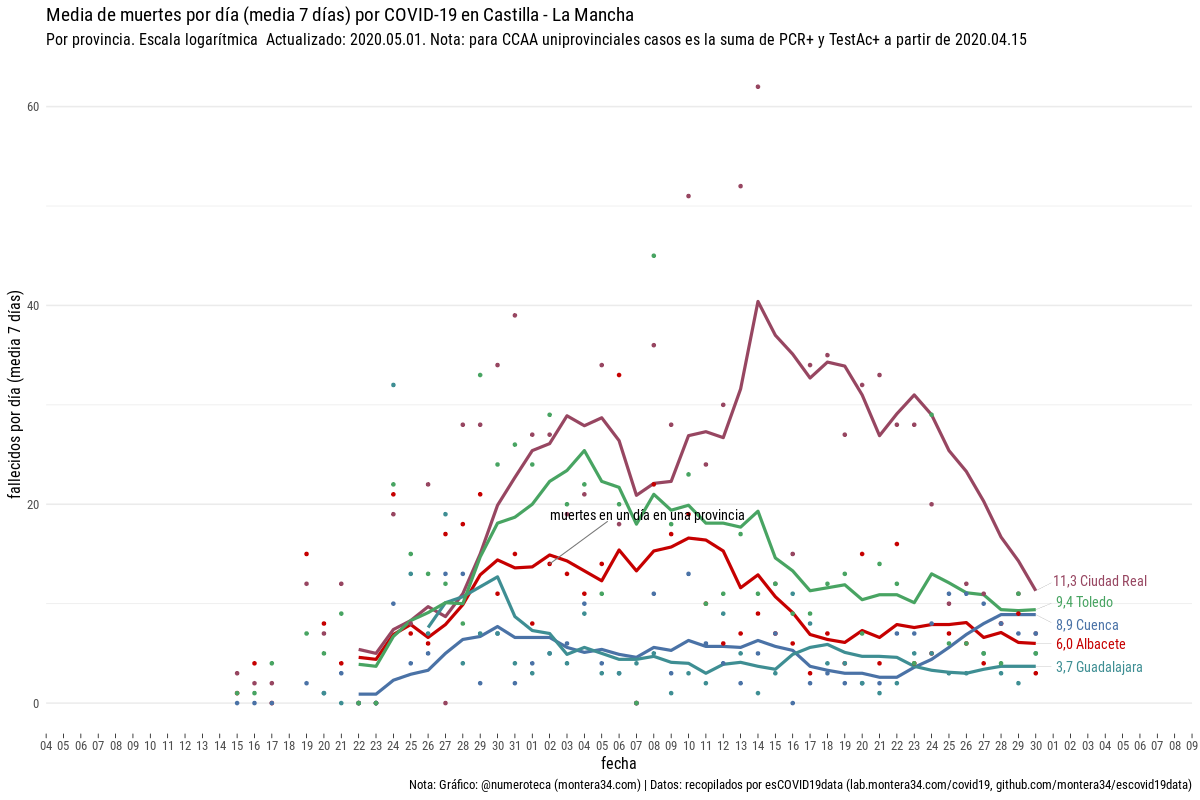 Media de muertes por día (media 7 días) por COVID-19 en Castilla - La Mancha
Por provincia. Escala logarítmica  Actualizado: 2020.05.01. Nota: para CCAA uniprovinciales casos es la suma de PCR+ y TestAc+ a partir de 2020.04.15
fallecidos por día (media 7 días)
60
40
20
0
muertes en un día en una provincia
11,3 Ciudad Real
9,4 Toledo
8,9 Cuenca
6,0 Albacete
3,7 Guadalajara
04 05 06 07 08 09 10 11 12 13 14 15 16 17 18 19 20 21 22 23 24 25 26 27 28 29 30 31 01 02 03 04 05 06 07 08 09 10 11 12 13 14 15 16 17 18 19 20 21 22 23 24 25 26 27 28 29 30 01 02 03 04 05 06 07 08 09
fecha
Nota: Gráfico: @numeroteca (montera34.com) | Datos: recopilados por esCOVID19data (lab.montera34.com/covid19, github.com/montera34/escovid19data)